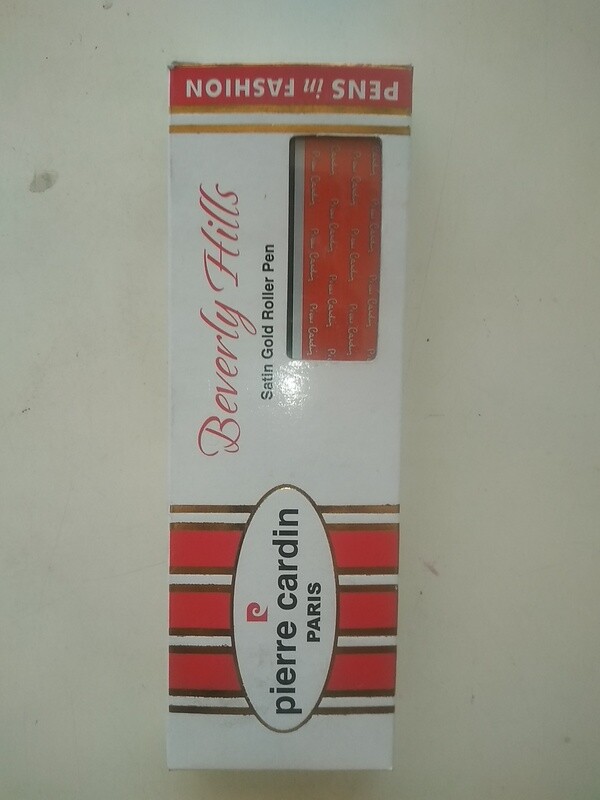 PENS in FASHION
Beverly Hills
Satin Gold Roller Pen
pierre cardin
PARIS